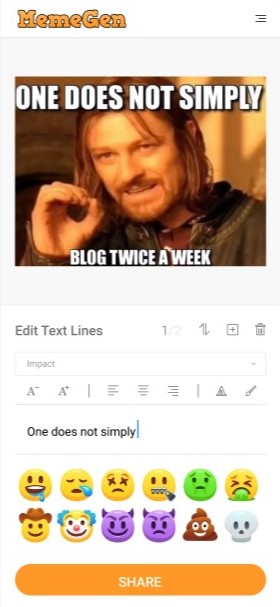 MemeGen
ONE DOES NOT SIMPLY
BLOG TWICE A WEEK
Edit Text Lines 1/2
Impact
A- A+ A
One does not simply
SHARE